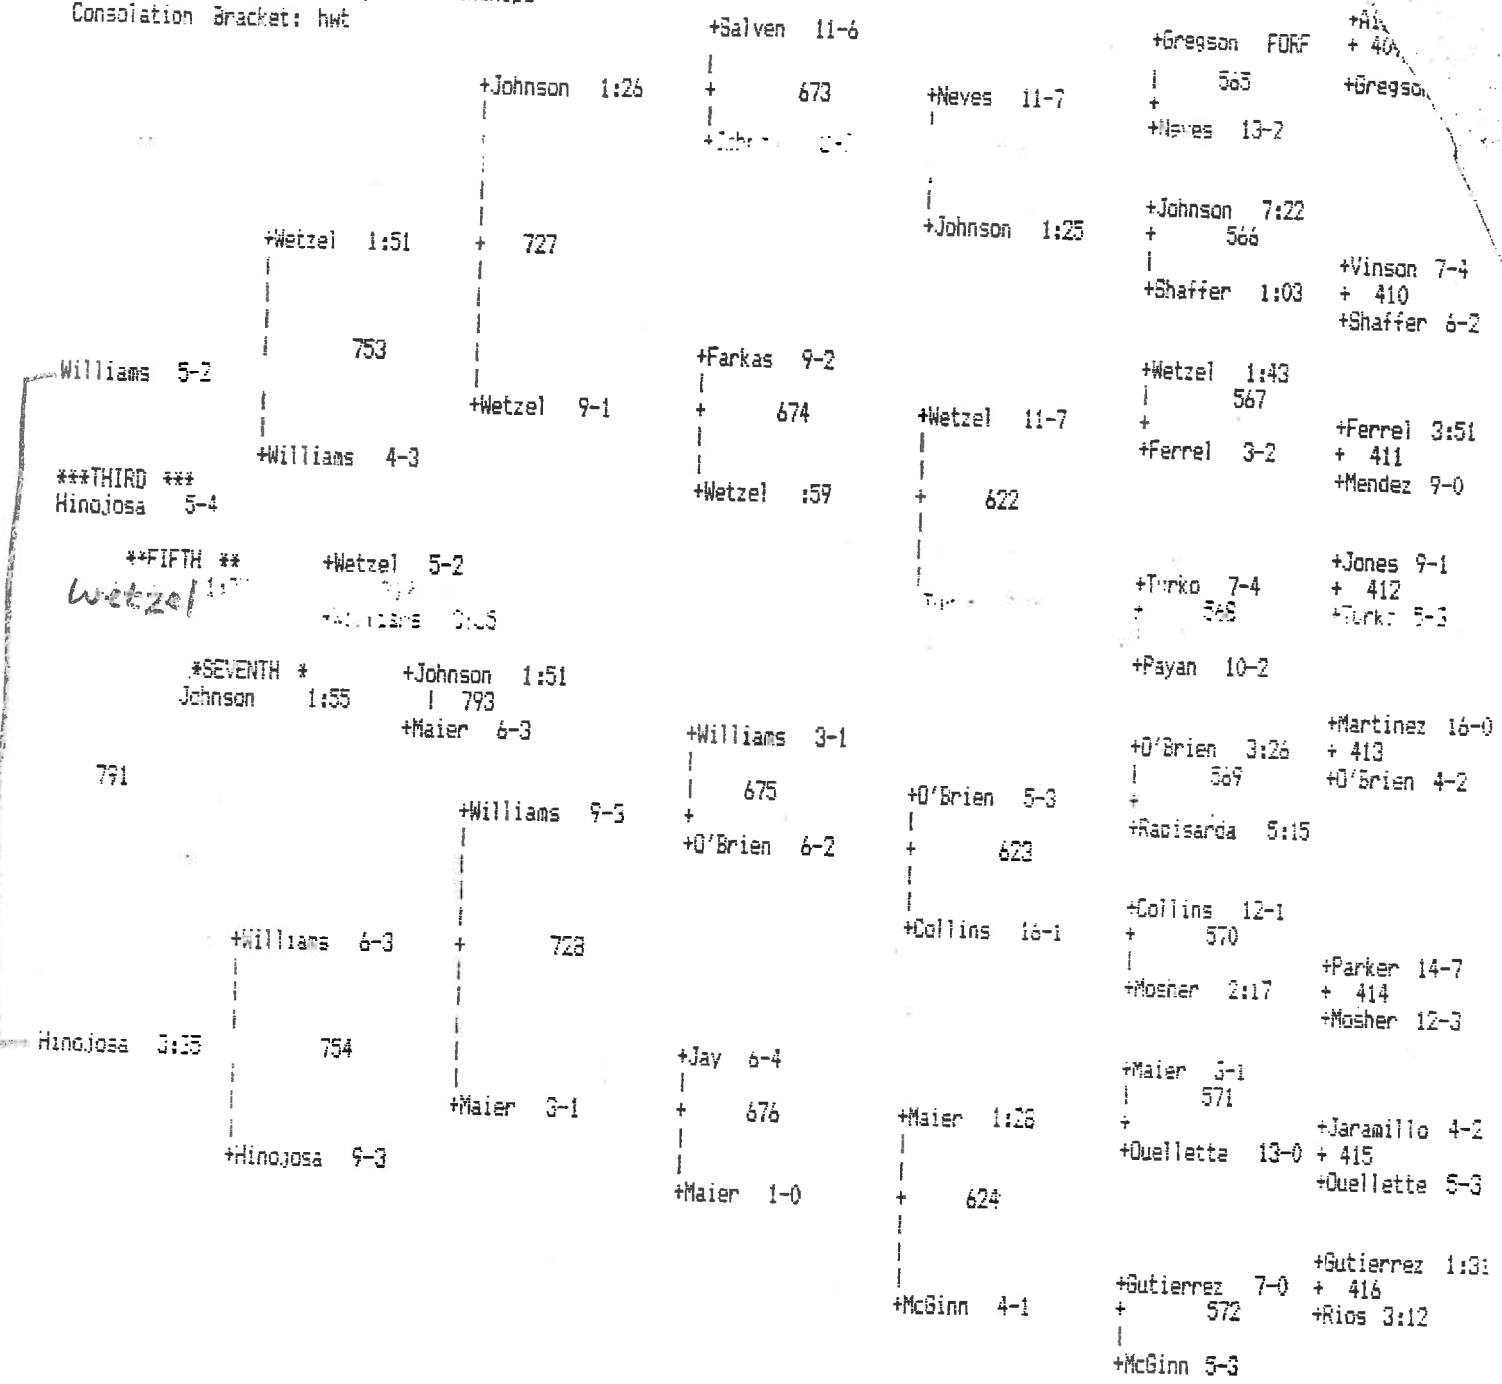 Consolation Bracket: hwt
+Salven 11-6
+Gregson FORF
+Johnson 1:26
673
+Neves 11-7
565
+Gregson
+Neves 13-2
+Johnson 7:22
566
+Johnson 1:25
+Wetzel 1:51
727
+Vinson 7-4
+ 410
+Shaffer 1:03
+Shaffer 6-2
753
Williams 5-2
+Farkas 9-2
+Wetzel 1:43
567
+Wetzel 9-1
674
+Wetzel 11-7
+Ferrel 3:51
+ 411
+Ferrel 3-2
+Mendez 9-0
+Williams 4-3
***THIRD ***
Hinojosa 5-4
+Wetzel :59
622
**FIFTH **
Wetzel
+Wetzel 5-2
+Jones 9-1
+ 412
+Turko 7-4
568
+Turko 5-3
+Payan 10-2
*SEVENTH *
Johnson 1:55
+Johnson 1:51
793
+Maier 6-3
+Williams 3-1
675
+O'Brien 6-2
+Martinez 16-0
+ 413
+O'Brien 4-2
+O'Brien 3:26
569
+Rapisarda 5:15
791
+Williams 9-3
+O'Brien 5-3
623
+Collins 16-1
+Collins 12-1
570
+Mosher 2:17
+Parker 14-7
+ 414
+Mosher 12-3
+Williams 6-3
728
Hinojosa 3:35
754
+Jay 6-4
676
+Maier 1-0
+Maier 3-1
571
+Ouellette 13-0
+Jaramillo 4-2
+ 415
+Ouellette 5-3
+Maier 3-1
+Maier 1:28
624
+Hinojosa 9-3
+McGinn 4-1
+Gutierrez 7-0
572
+McGinn 5-3
+Gutierrez 1:31
+ 416
+Rios 3:12